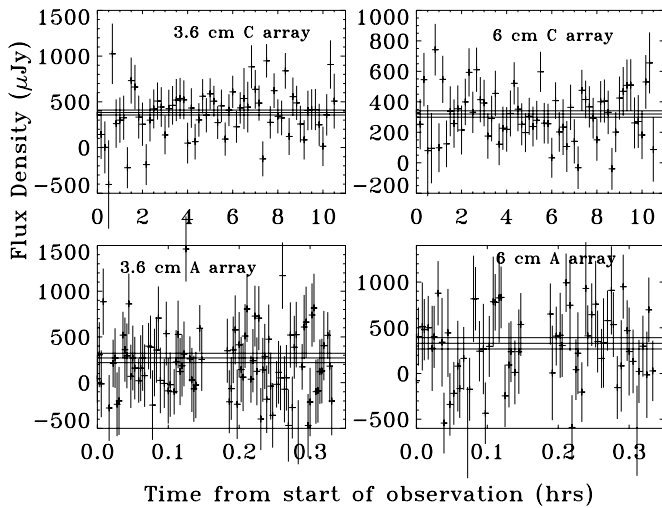 Flux Density (μJy)
3.6 cm C array
1500
1000
500
0
−500
0 2 4 6 8 10
6 cm C array
1000
800
600
400
200
0
−200
0 2 4 6 8 10
3.6 cm A array
1500
1000
500
0
−500
0.0 0.1 0.2 0.3
6 cm A array
1000
500
0
−500
0.0 0.1 0.2 0.3
Time from start of observation (hrs)